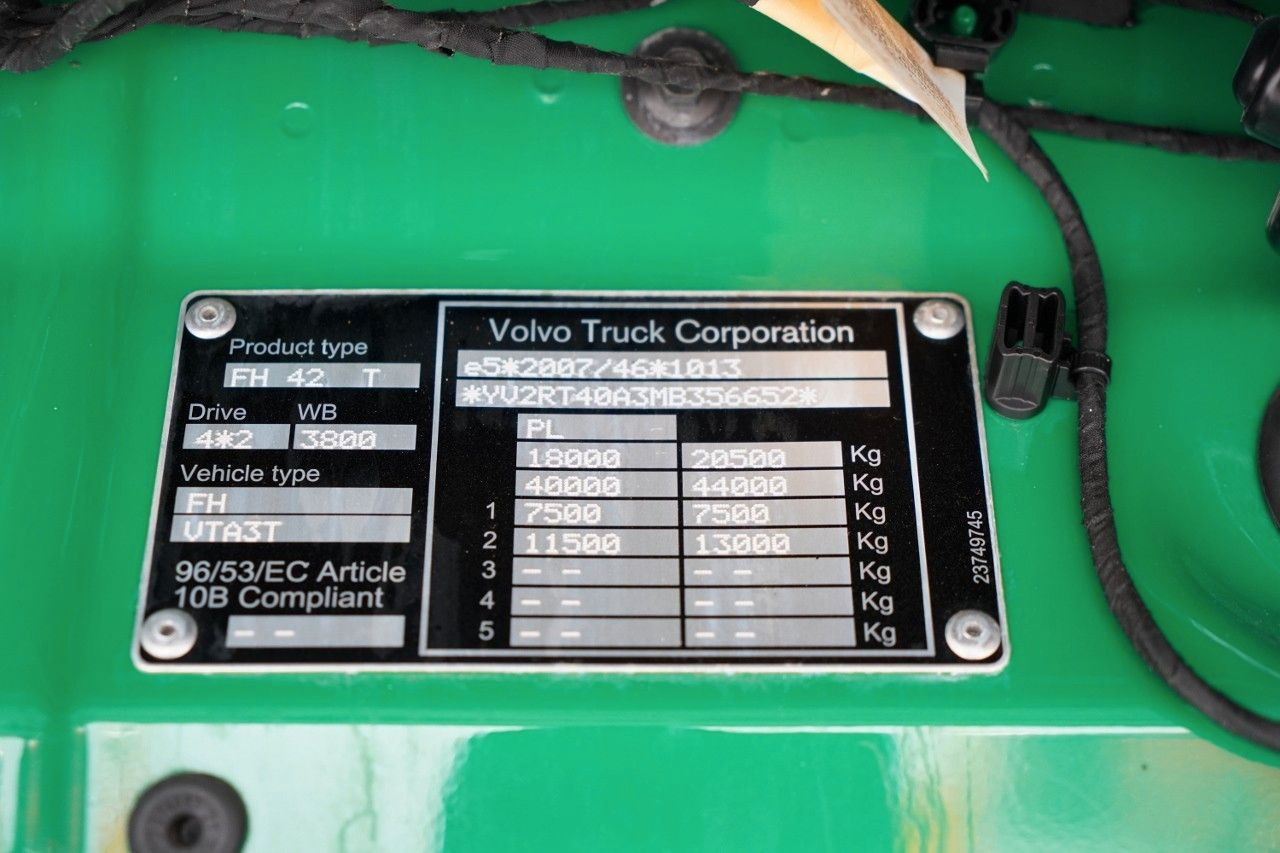 Product type
FH 42 T
Drive WB
4*2 3800
Vehicle type
FH
VTA3T
96/53/EC Article
10B Compliant
- -
Volvo Truck Corporation
e5*2007/46*1013
*YV2RT40A3MB356652*
PL -
18000 20500 Kg
40000 44000 Kg
1 7500 7500 Kg
2 11500 13000 Kg
3 - - - - Kg
4 - - - - Kg
5 - - - - Kg
23749745